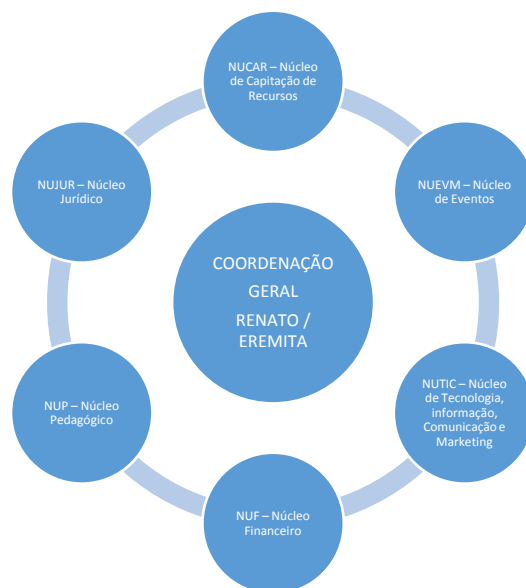 NUCAR – Núcleo
de Capitação de
Recursos
NUJUR – Núcleo
Jurídico
NUEVM – Núcleo
de Eventos
COORDENAÇÃO
GERAL
RENATO /
EREMITA
NUP – Núcleo
Pedagógico
NUTIC – Núcleo
de Tecnologia,
informação,
Comunicação e
Marketing
NUF – Núcleo
Financeiro